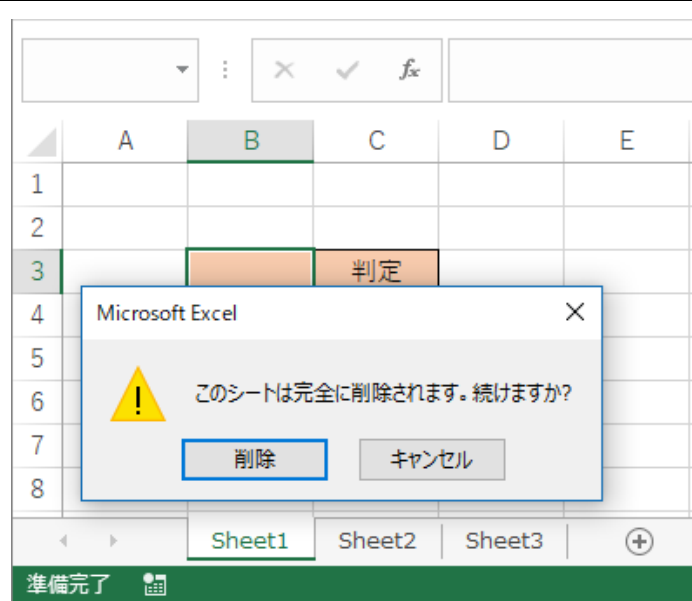 fx
A B C D E
1
2
3 判定
4
5
6
7
8
Microsoft Excel
!
このシートは完全に削除されます。続けますか?
削除 キャンセル
Sheet1 Sheet2 Sheet3
準備完了